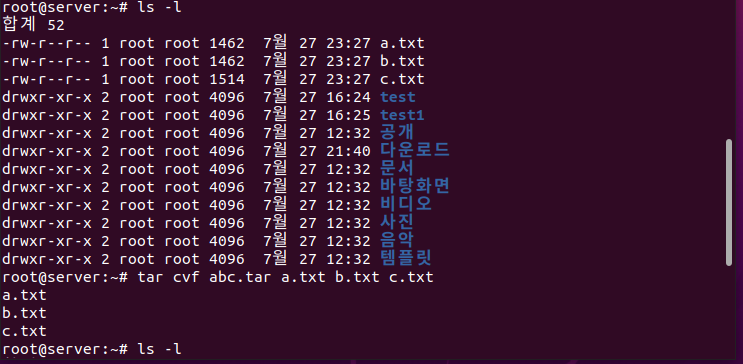 root@server:~# ls -l
합계 52
-rw-r--r-- 1 root root 1462  7월 27 23:27 a.txt
-rw-r--r-- 1 root root 1462  7월 27 23:27 b.txt
-rw-r--r-- 1 root root 1514  7월 27 23:27 c.txt
drwxr-xr-x 2 root root 4096  7월 27 16:24 test
drwxr-xr-x 2 root root 4096  7월 27 16:25 test1
drwxr-xr-x 2 root root 4096  7월 27 12:32 공개
drwxr-xr-x 2 root root 4096  7월 27 21:40 다운로드
drwxr-xr-x 2 root root 4096  7월 27 12:32 문서
drwxr-xr-x 2 root root 4096  7월 27 12:32 바탕화면
drwxr-xr-x 2 root root 4096  7월 27 12:32 비디오
drwxr-xr-x 2 root root 4096  7월 27 12:32 사진
drwxr-xr-x 2 root root 4096  7월 27 12:32 음악
drwxr-xr-x 2 root root 4096  7월 27 12:32 템플릿
root@server:~# tar cvf abc.tar a.txt b.txt c.txt
a.txt
b.txt
c.txt
root@server:~# ls -l